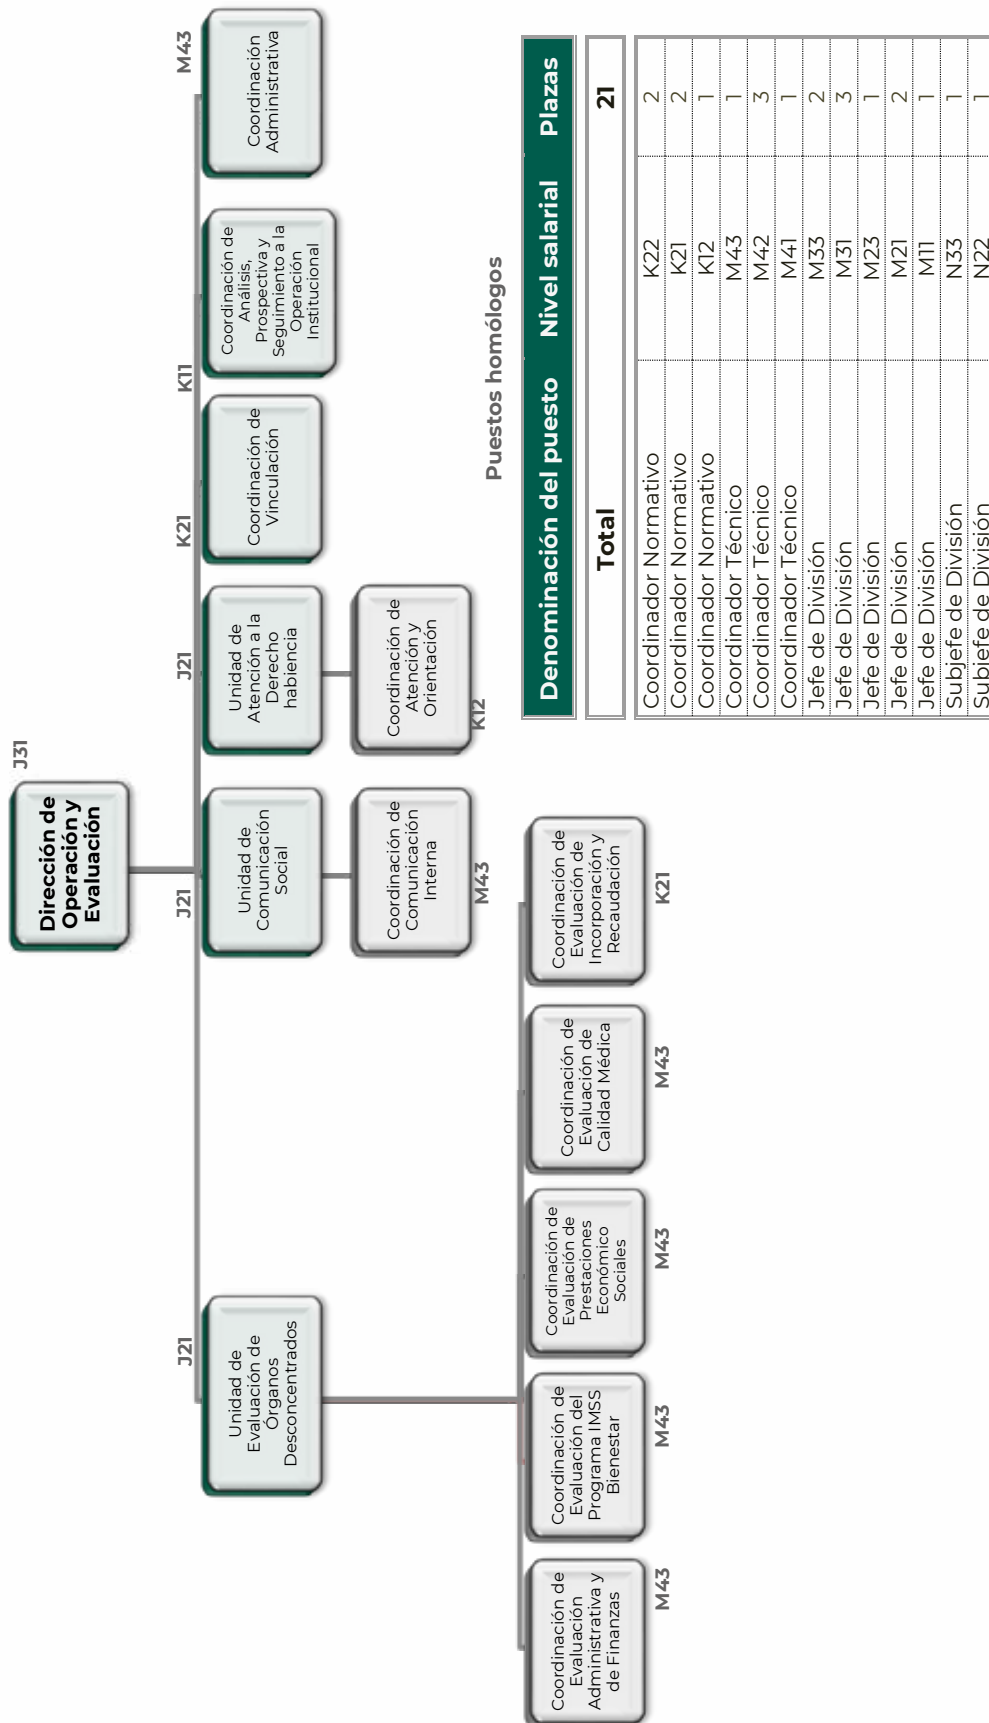 J31
Dirección de
Operación y
Evaluación
J21
Unidad de
Evaluación de
Órganos
Desconcentrados
J21
Unidad de
Comunicación
Social
J21
Unidad de
Atención a la
Derecho
habiencia
K21
Coordinación de
Vinculación
K11
Coordinación de
Análisis,
Prospectiva y
Seguimiento a la
Operación
Institucional
M43
Coordinación
Administrativa
Coordinación de
Comunicación
Interna
M43
Coordinación de
Atención y
Orientación
K12
Coordinación de
Evaluación
Administrativa y
de Finanzas
M43
Coordinación de
Evaluación del
Programa IMSS
Bienestar
M43
Coordinación de
Evaluación de
Prestaciones
Económico
Sociales
M43
Coordinación de
Evaluación de
Calidad Médica
M43
Coordinación de
Evaluación de
Incorporación y
Recaudación
K21
Puestos homólogos
Denominación del puesto Nivel salarial Plazas
Total 21
Coordinador Normativo K22 2
Coordinador Normativo K21 2
Coordinador Normativo K12 1
Coordinador Técnico M43 1
Coordinador Técnico M42 3
Coordinador Técnico M41 1
Jefe de División M33 2
Jefe de División M31 3
Jefe de División M23 1
Jefe de División M21 2
Jefe de División M11 1
Subjefe de División N33 1
Subjefe de División N22 1